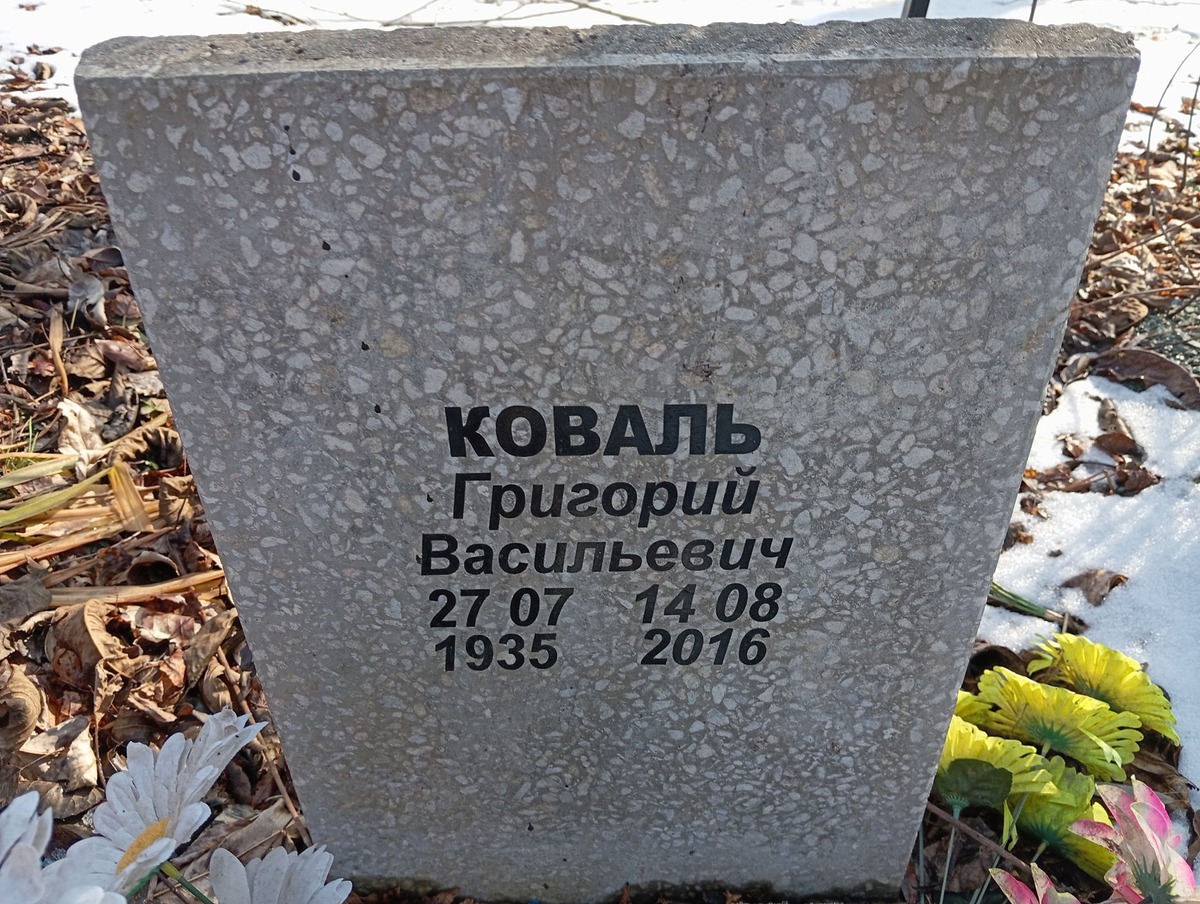 КОВАЛЬ
Григорий
Васильевич
27 07 14 08
1935 2016